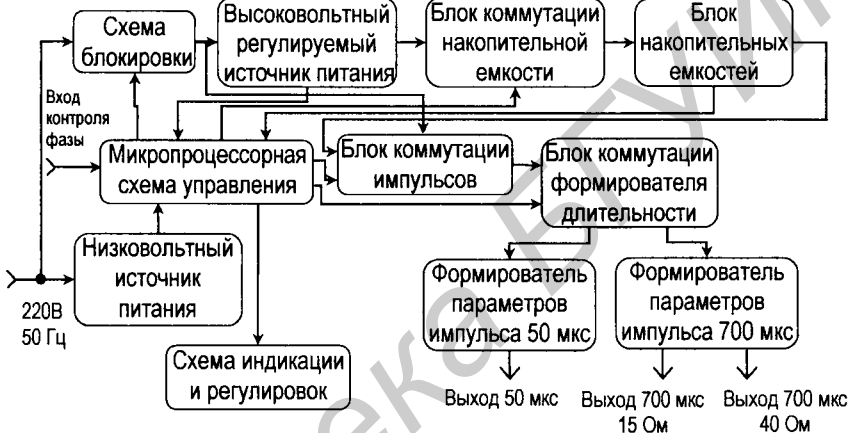 Схема
блокировки
Высоковольтный
регулируемый
источник питания
Блок коммутации
накопительной
емкости
Блок
накопительных
емкостей
Вход
контроля
фазы
Микропроцессорная
схема управления
Блок коммутации
импульсов
Блок коммутации
формирователя
длительности
Низковольтный
источник
питания
220В
50 Гц
Схема индикации
и регулировок
Формирователь
параметров
импульса 50 мкс
Формирователь
параметров
импульса 700 мкс
Выход 50 мкс
Выход 700 мкс
15 Ом
Выход 700 мкс
40 Ом
ека БГУИ